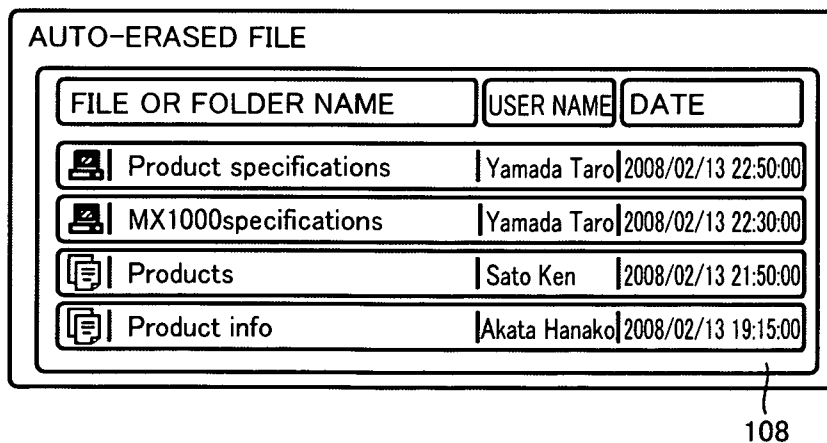 AUTO-ERASED FILE
FILE OR FOLDER NAME USER NAME DATE
Product specifications Yamada Taro 2008/02/13 22:50:00
MX1000specifications Yamada Taro 2008/02/13 22:30:00
Products Sato Ken 2008/02/13 21:50:00
Product info Akata Hanako 2008/02/13 19:15:00
108